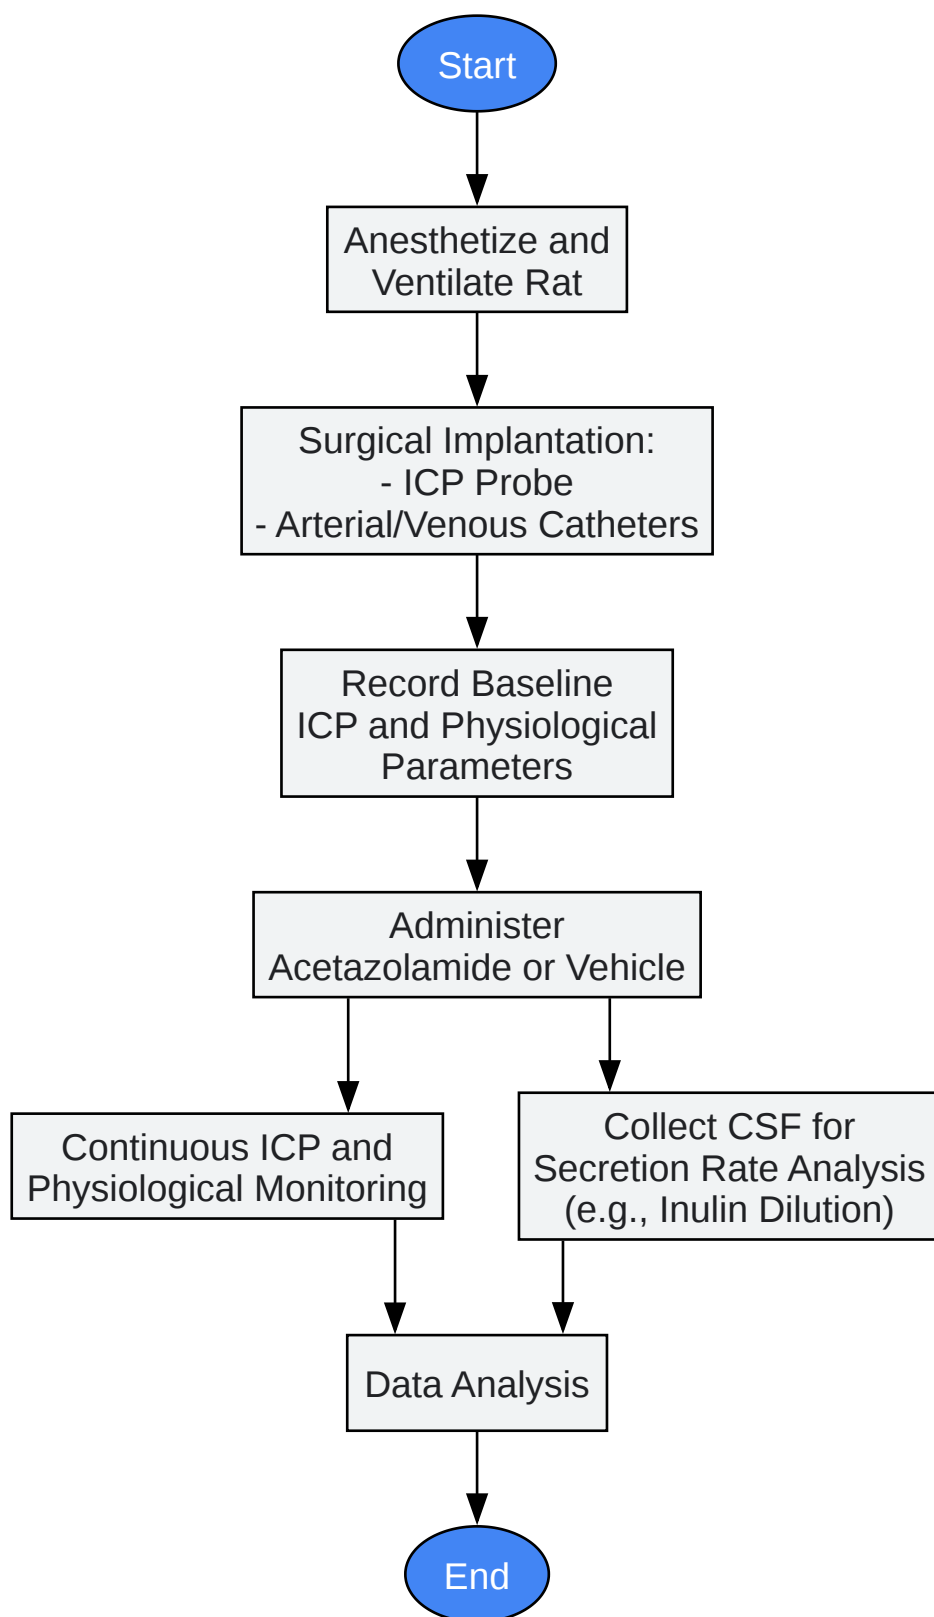 Start
Anesthetize and
Ventilate Rat
Surgical Implantation:
- ICP Probe
- Arterial/Venous Catheters
Record Baseline
ICP and Physiological
Parameters
Administer
Acetazolamide or Vehicle
Continuous ICP and
Physiological Monitoring
Collect CSF for
Secretion Rate Analysis
(e.g., Inulin Dilution)
Data Analysis
End